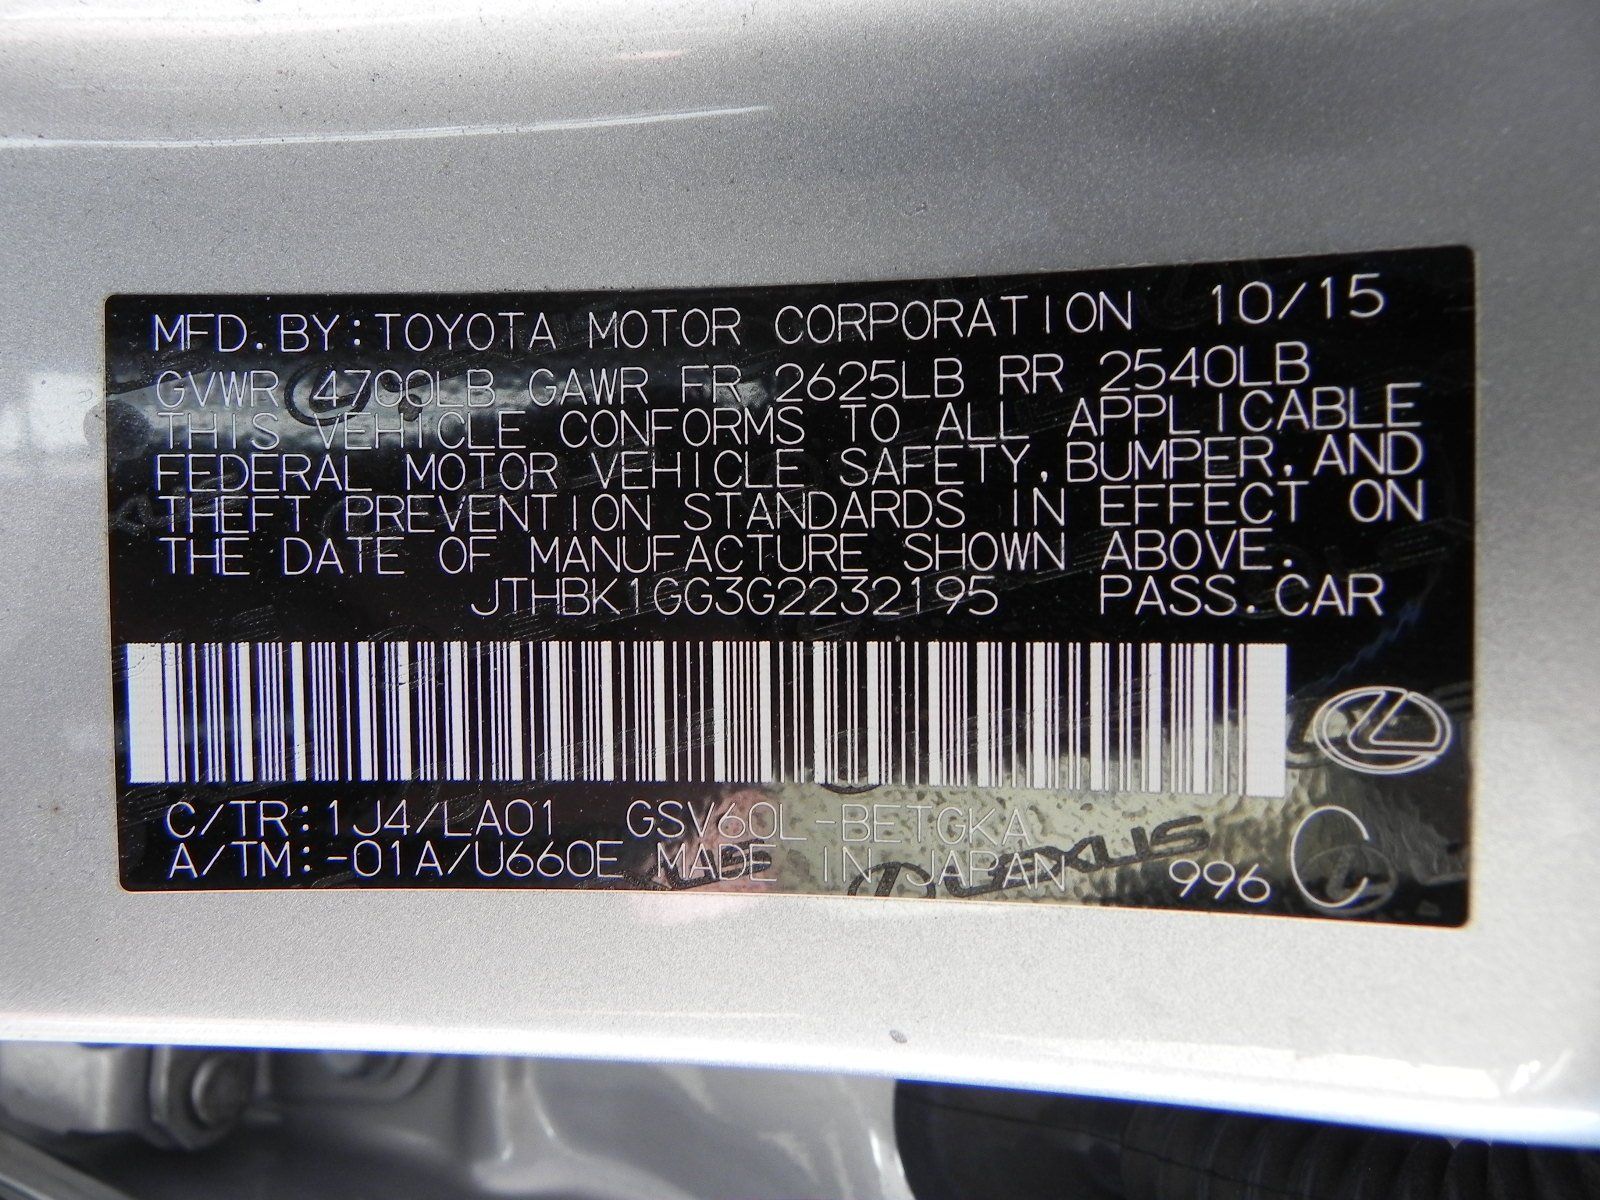 MFD.BY:TOYOTA MOTOR CORPORATION 10/15
GVWR 4700LB GAWR FR 2625LB RR 2540LB
THIS VEHICLE CONFORMS TO ALL APPLICABLE
FEDERAL MOTOR VEHICLE SAFETY,BUMPER,AND
THEFT PREVENTION STANDARDS IN EFFECT ON
THE DATE OF MANUFACTURE SHOWN ABOVE.
JTHBK1GG3G2232195 PASS.CAR
C/TR:1J4/LA01 GSV60L-BETGKA
A/TM:-01A/U660E MADE IN JAPAN 996 C
LEXUS